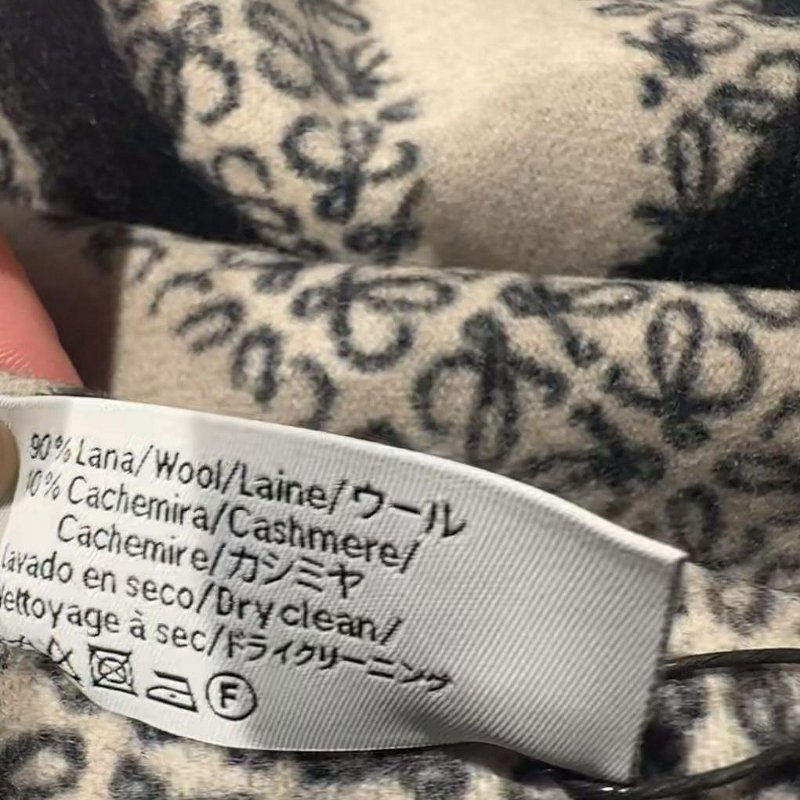 90% Lana/Wool/Laine/ウール
10% Cachemira/Cashmere/
Cachemire/カシミヤ
Lavado en seco/Dry clean/
Nettoyage à sec/ドライクリーニング
F